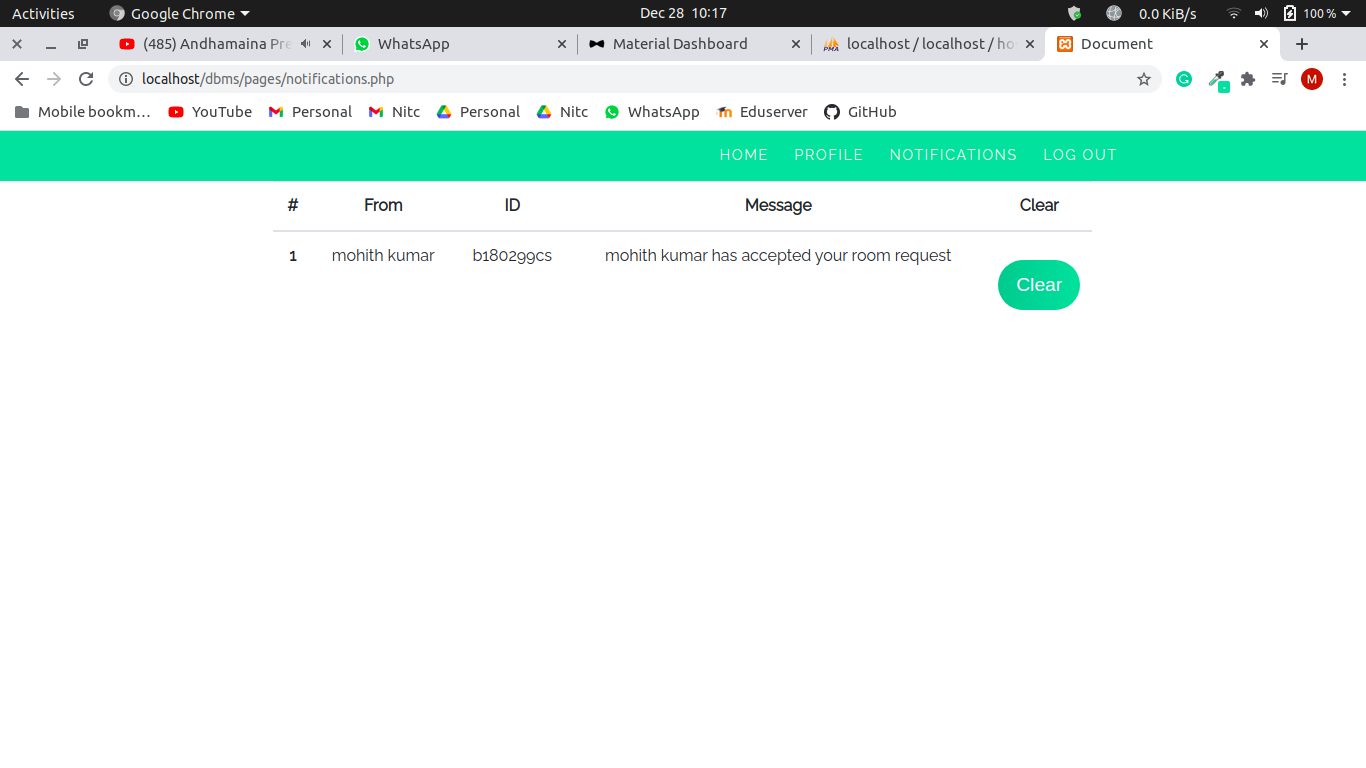 Activities Google Chrome Dec 28 10:17 0.0 KiB/s 100 %
(485) Andhamaina Pre WhatsApp Material Dashboard localhost / localhost / ho Document
localhost/dbms/pages/notifications.php M
Mobile bookm… YouTube Personal Nitc Personal Nitc WhatsApp Eduserver GitHub
HOME PROFILE NOTIFICATIONS LOG OUT
# From ID Message Clear
1 mohith kumar b180299cs mohith kumar has accepted your room request
Clear